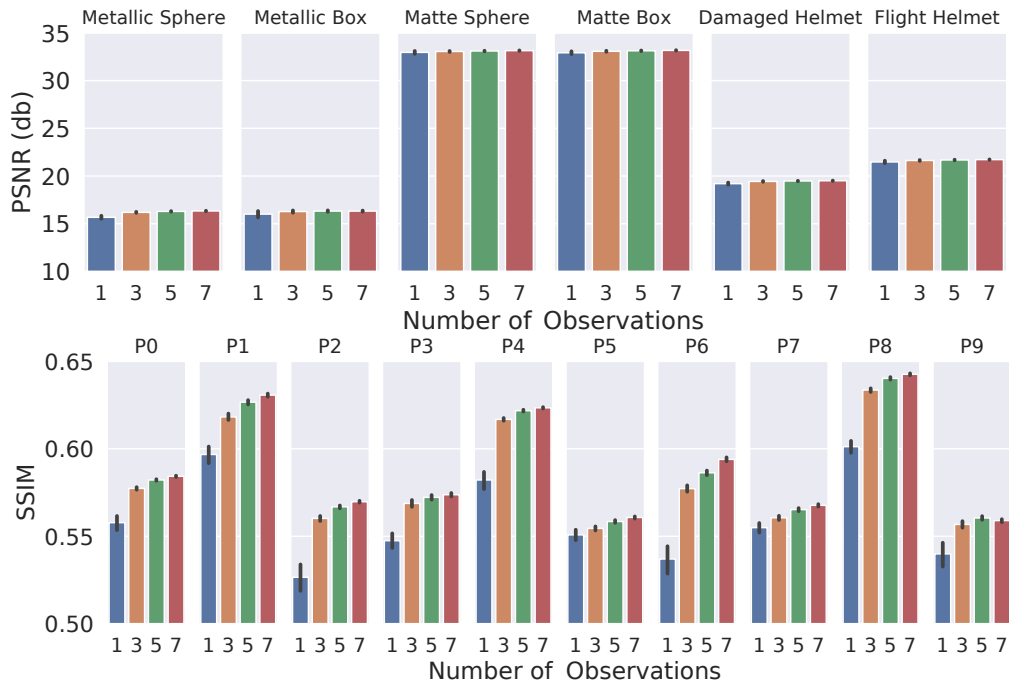 Metallic Sphere Metallic Box Matte Sphere Matte Box Damaged Helmet Flight Helmet
PSNR (db)
35
30
25
20
15
10
1 3 5 7 1 3 5 7 1 3 5 7 1 3 5 7 1 3 5 7 1 3 5 7
Number of Observations
P0 P1 P2 P3 P4 P5 P6 P7 P8 P9
SSIM
0.65
0.60
0.55
0.50
1 3 5 7 1 3 5 7 1 3 5 7 1 3 5 7 1 3 5 7 1 3 5 7 1 3 5 7 1 3 5 7 1 3 5 7 1 3 5 7
Number of Observations